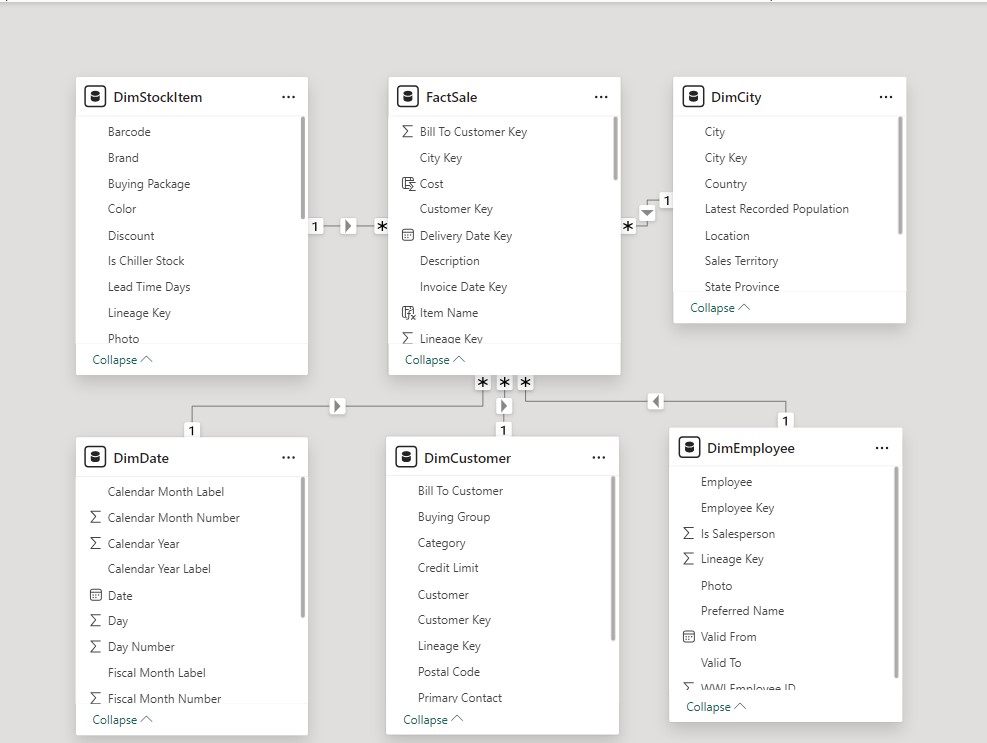 DimStockItem
Barcode
Brand
Buying Package
Color
Discount
Is Chiller Stock
Lead Time Days
Lineage Key
Photo
Collapse
1
*
FactSale
Bill To Customer Key
City Key
Cost
Customer Key
Delivery Date Key
Description
Invoice Date Key
Item Name
Lineage Key
Collapse
*
1
DimCity
City
City Key
Country
Latest Recorded Population
Location
Sales Territory
State Province
Collapse
* * *
1
1
1
DimDate
Calendar Month Label
Calendar Month Number
Calendar Year
Calendar Year Label
Date
Day
Day Number
Fiscal Month Label
Fiscal Month Number
Collapse
DimCustomer
Bill To Customer
Buying Group
Category
Credit Limit
Customer
Customer Key
Lineage Key
Postal Code
Primary Contact
Collapse
DimEmployee
Employee
Employee Key
Is Salesperson
Lineage Key
Photo
Preferred Name
Valid From
Valid To
WWI Employee ID
Collapse